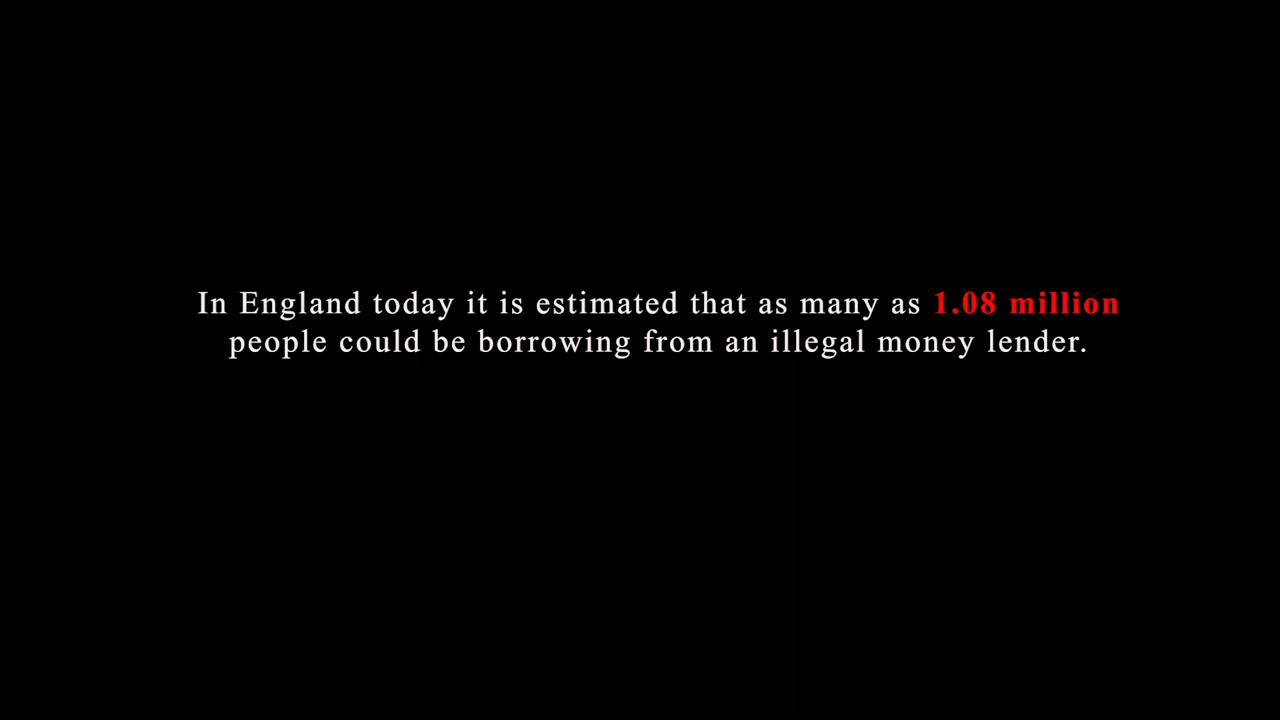 In England today it is estimated that as many as 1.08 million
people could be borrowing from an illegal money lender.